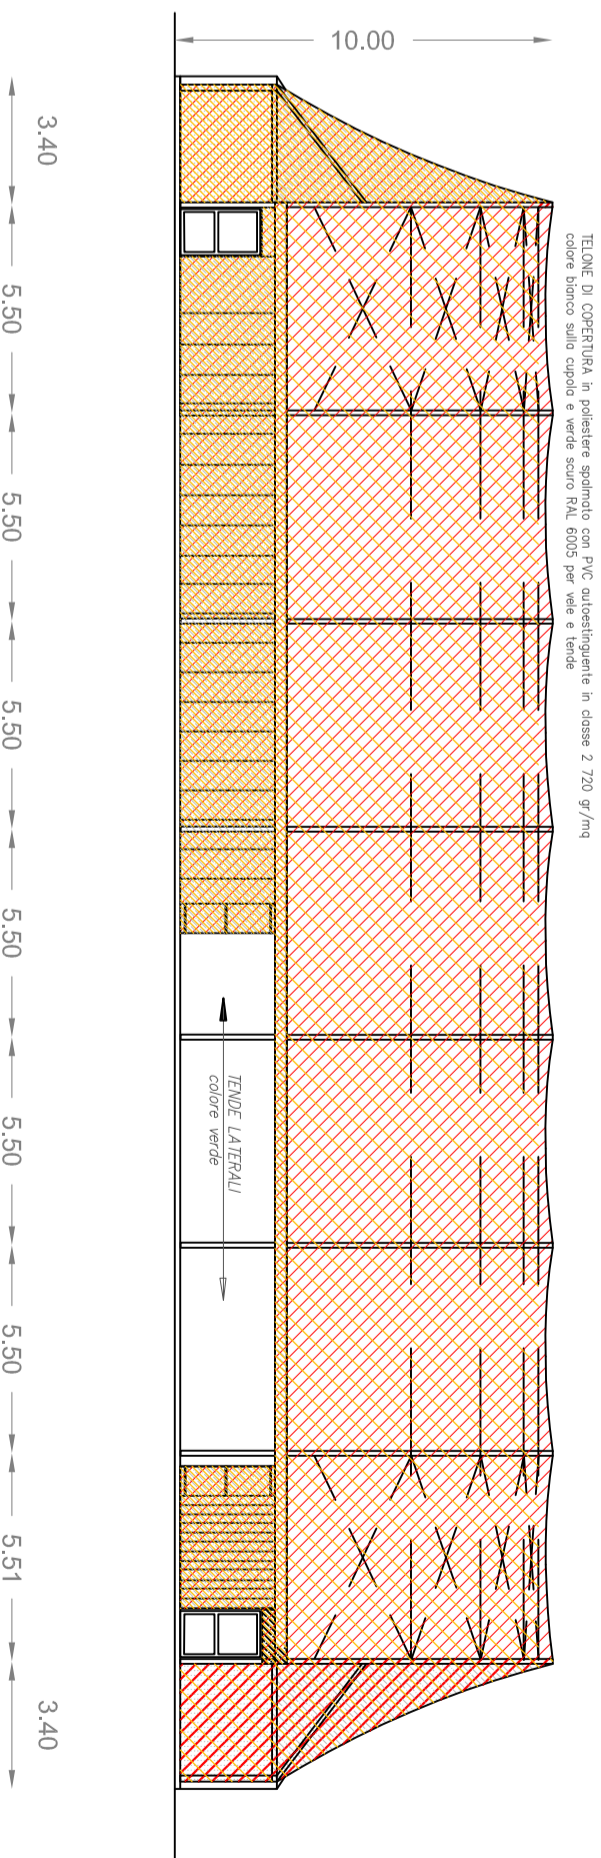 TELONE DI COPERTURA in poliestere spalmato con PVC autoestinguente in classe 2 720 gr/mq
colore bianco sulla cupola e verde scuro RAL 6005 per vele e tende
10.00
TENDE LATERALI
colore verde
3.40
5.50
5.50
5.50
5.50
5.50
5.50
5.51
3.40